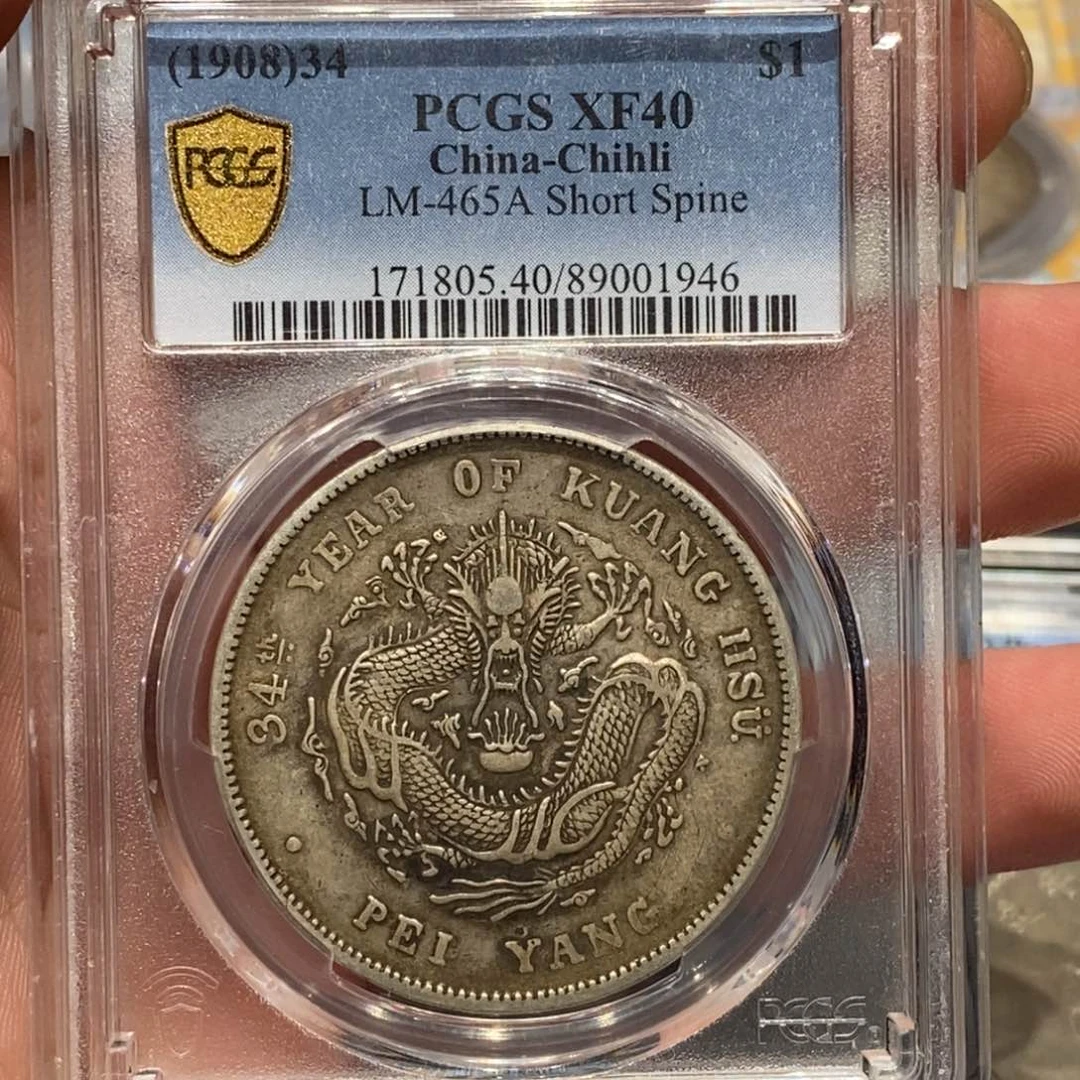 (1908)34 $1
PCGS XF40
PCGS
China-Chihli
LM-465A Short Spine
171805.40/89001946
34th YEAR OF KUANG HSÜ.
PEI YANG
PCGS